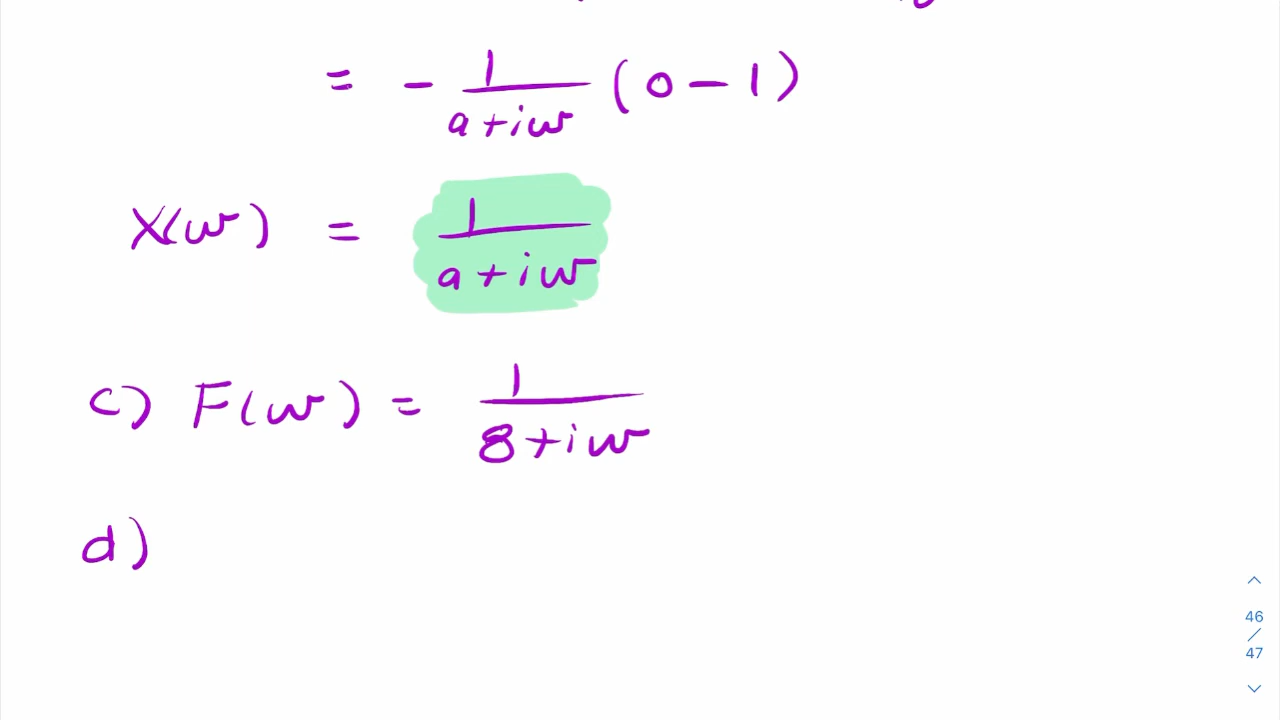 = - 1/(a+iw) (0-1)
X(w) = 1/(a+iw)
c) F(w) = 1/(8+iw)
d)
46
/
47